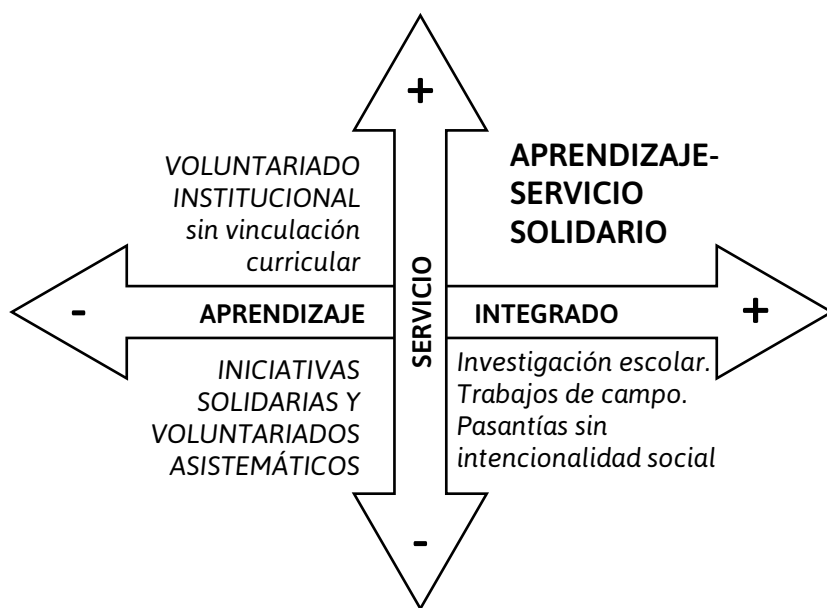 +
VOLUNTARIADO
INSTITUCIONAL
sin vinculación
curricular
APRENDIZAJE-
SERVICIO
SOLIDARIO
-
APRENDIZAJE
SERVICIO
INTEGRADO
+
INICIATIVAS
SOLIDARIAS Y
VOLUNTARIADOS
ASISTEMÁTICOS
Investigación escolar.
Trabajos de campo.
Pasantías sin
intencionalidad social
-